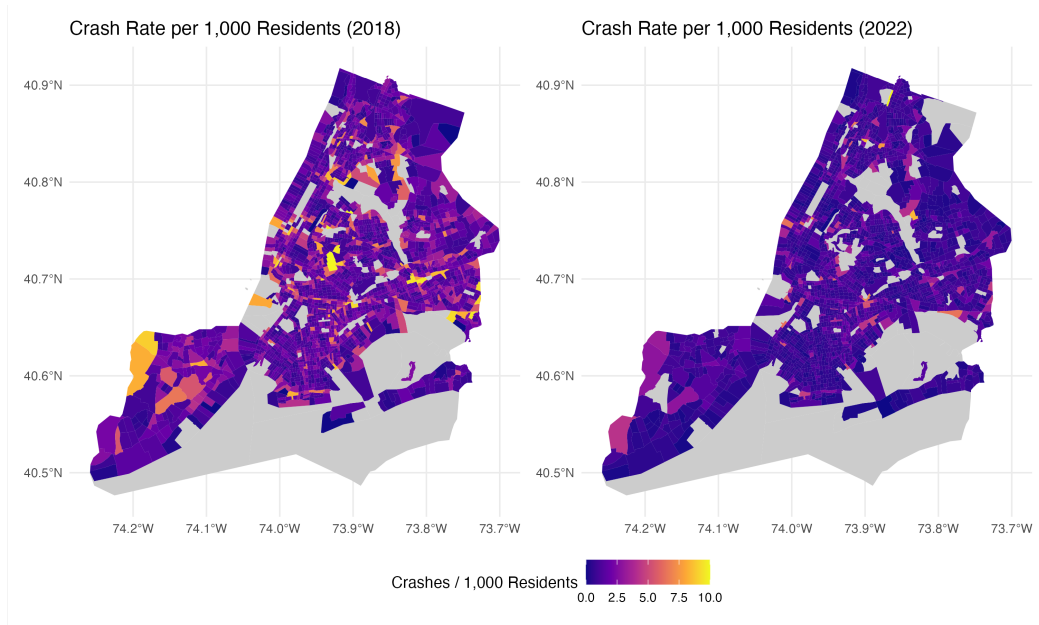 Crash Rate per 1,000 Residents (2018)
Crash Rate per 1,000 Residents (2022)
40.9°N
40.8°N
40.7°N
40.6°N
40.5°N
40.9°N
40.8°N
40.7°N
40.6°N
40.5°N
74.2°W 74.1°W 74.0°W 73.9°W 73.8°W 73.7°W
74.2°W 74.1°W 74.0°W 73.9°W 73.8°W 73.7°W
Crashes / 1,000 Residents
0.0 2.5 5.0 7.5 10.0